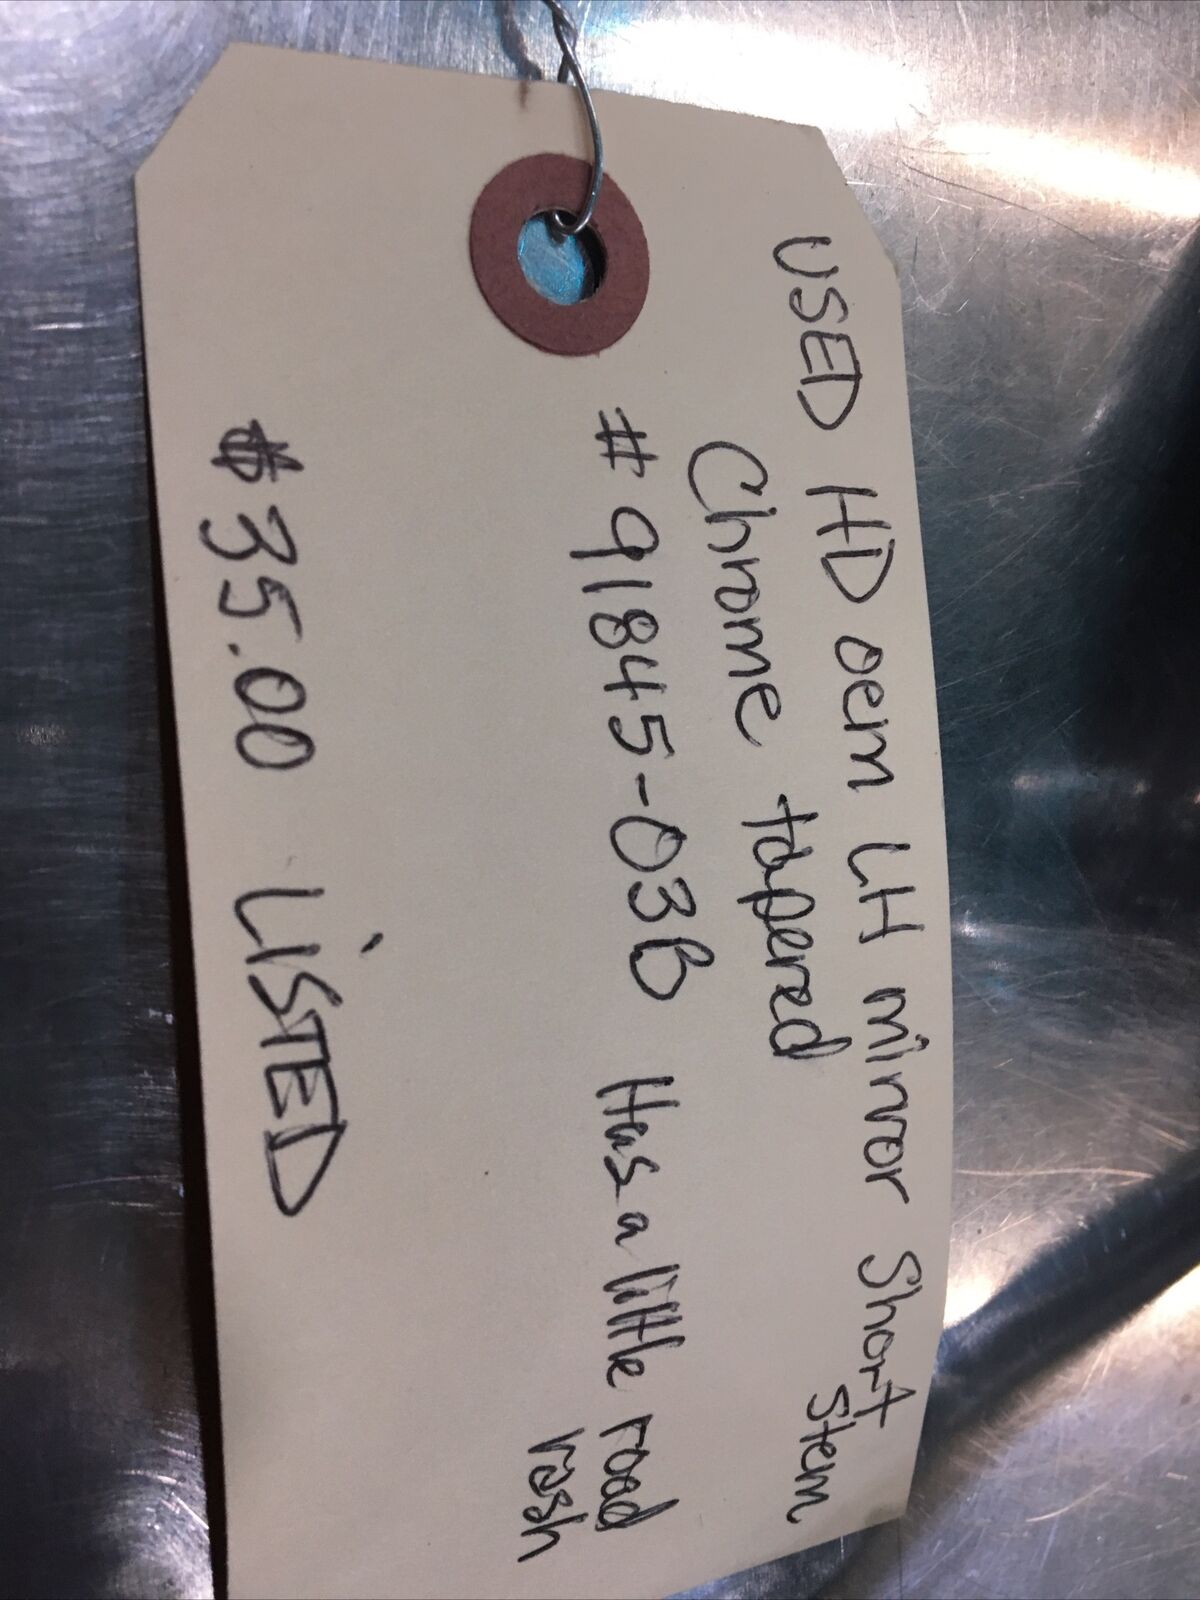 USED HD oem LH mirror Short stem
Chrome tapered
# 91845-03B Has a little road rash
$35.00 LiSTED